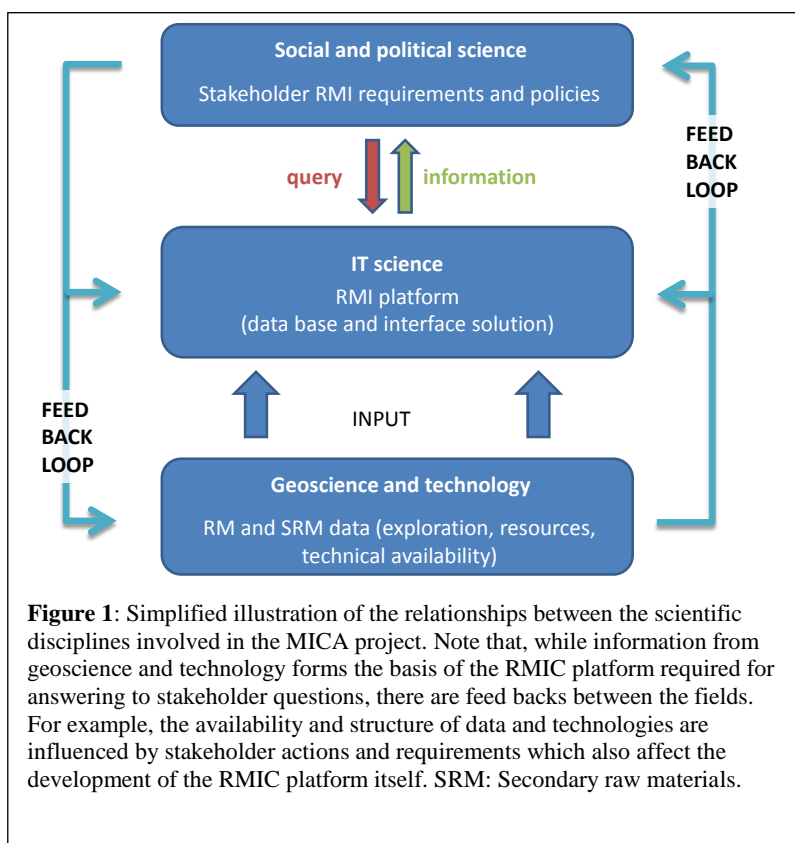 Social and political science
Stakeholder RMI requirements and policies
FEED
BACK
LOOP
query
information
IT science
RMI platform
(data base and interface solution)
FEED
BACK
LOOP
INPUT
Geoscience and technology
RM and SRM data (exploration, resources,
technical availability)
Figure 1: Simplified illustration of the relationships between the scientific
disciplines involved in the MICA project. Note that, while information from
geoscience and technology forms the basis of the RMIC platform required for
answering to stakeholder questions, there are feed backs between the fields.
For example, the availability and structure of data and technologies are
influenced by stakeholder actions and requirements which also affect the
development of the RMIC platform itself. SRM: Secondary raw materials.